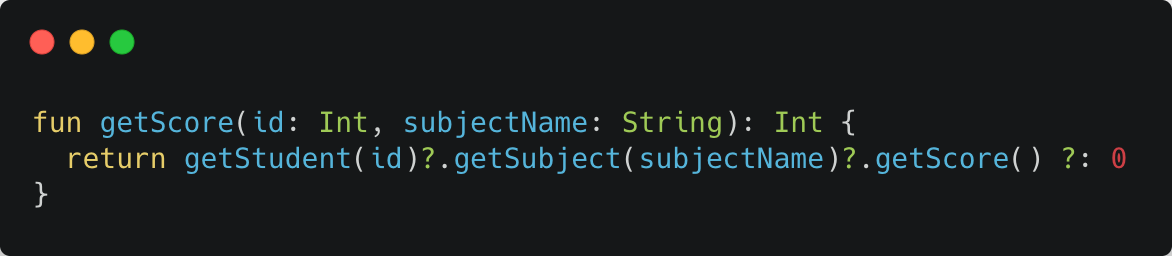 fun getScore(id: Int, subjectName: String): Int {
  return getStudent(id)?.getSubject(subjectName)?.getScore() ?: 0
}